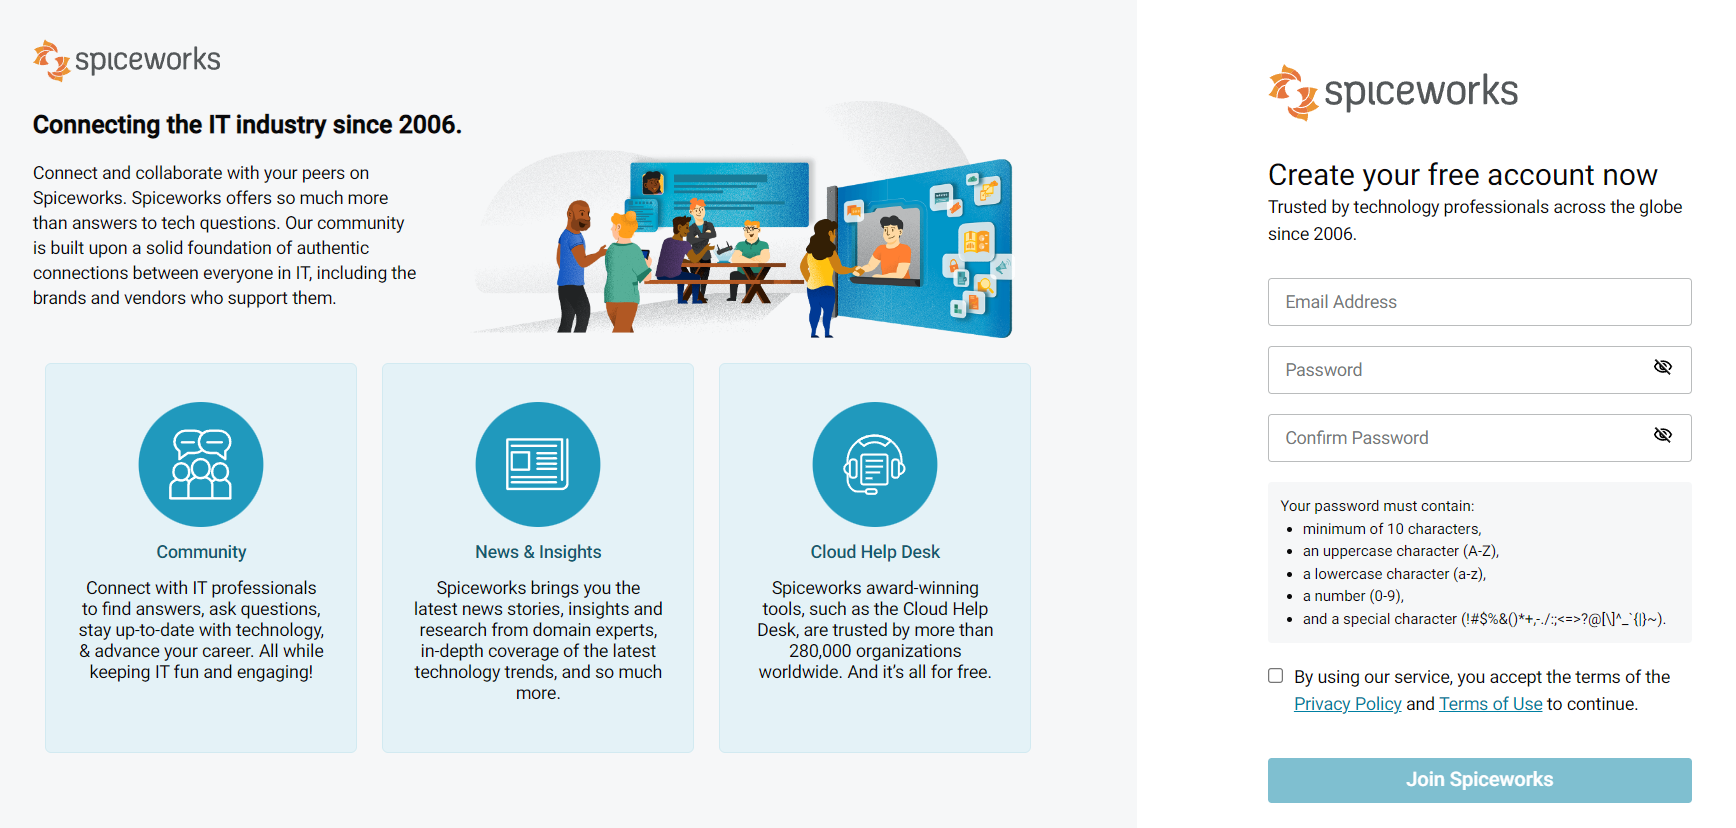 spiceworks
Connecting the IT industry since 2006.
Connect and collaborate with your peers on
Spiceworks. Spiceworks offers so much more
than answers to tech questions. Our community
is built upon a solid foundation of authentic
connections between everyone in IT, including the
brands and vendors who support them.
Community
Connect with IT professionals
to find answers, ask questions,
stay up-to-date with technology,
& advance your career. All while
keeping IT fun and engaging!
News & Insights
Spiceworks brings you the
latest news stories, insights and
research from domain experts,
in-depth coverage of the latest
technology trends, and so much
more.
Cloud Help Desk
Spiceworks award-winning
tools, such as the Cloud Help
Desk, are trusted by more than
280,000 organizations
worldwide. And it’s all for free.
spiceworks
Create your free account now
Trusted by technology professionals across the globe
since 2006.
Email Address
Password
Confirm Password
Your password must contain:
• minimum of 10 characters,
• an uppercase character (A-Z),
• a lowercase character (a-z),
• a number (0-9),
• and a special character (!#$%&()*+,-./:;<=>?@[\]^_`{|}~).
By using our service, you accept the terms of the
Privacy Policy and Terms of Use to continue.
Join Spiceworks